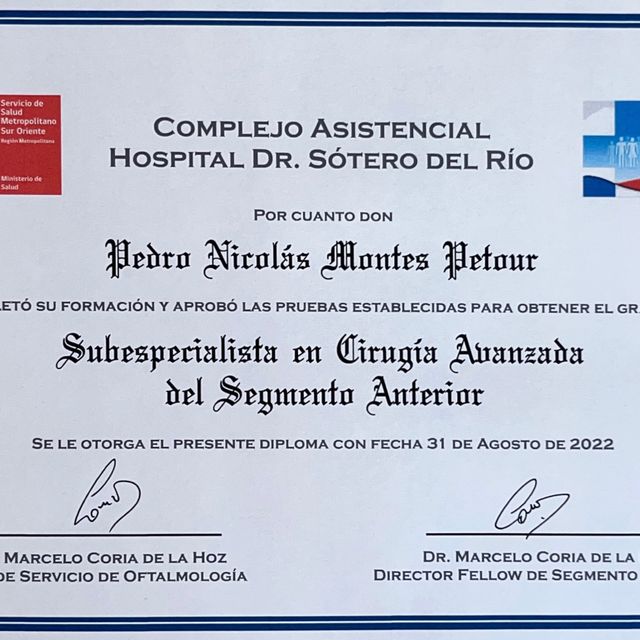 Servicio de
Salud
Metropolitano
Sur Oriente
Región Metropolitana
Ministerio de
Salud
COMPLEJO ASISTENCIAL
HOSPITAL DR. SÓTERO DEL RÍO
POR CUANTO DON
Pedro Nicolás Montes Petour
LETÓ SU FORMACIÓN Y APROBÓ LAS PRUEBAS ESTABLECIDAS PARA OBTENER EL GRA
Subespecialista en Cirugía Avanzada
del Segmento Anterior
SE LE OTORGA EL PRESENTE DIPLOMA CON FECHA 31 DE AGOSTO DE 2022
MARCELO CORIA DE LA HOZ
DE SERVICIO DE OFTALMOLOGÍA
DR. MARCELO CORIA DE LA
DIRECTOR FELLOW DE SEGMENTO